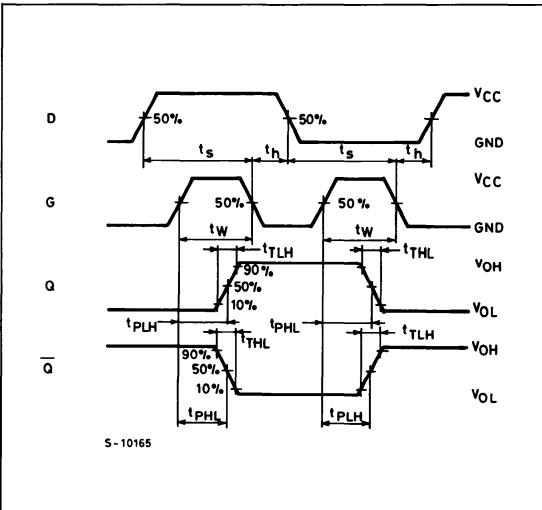 D 50% 50% VCC
GND
ts th ts th
G 50% 50% VCC
GND
tW tW
tTLH tTHL
Q 90% VOH
50%
10% VOL
tPLH tTHL tPHL tTLH
Q 90% VOH
50%
10% VOL
tPHL tPLH
S-10165